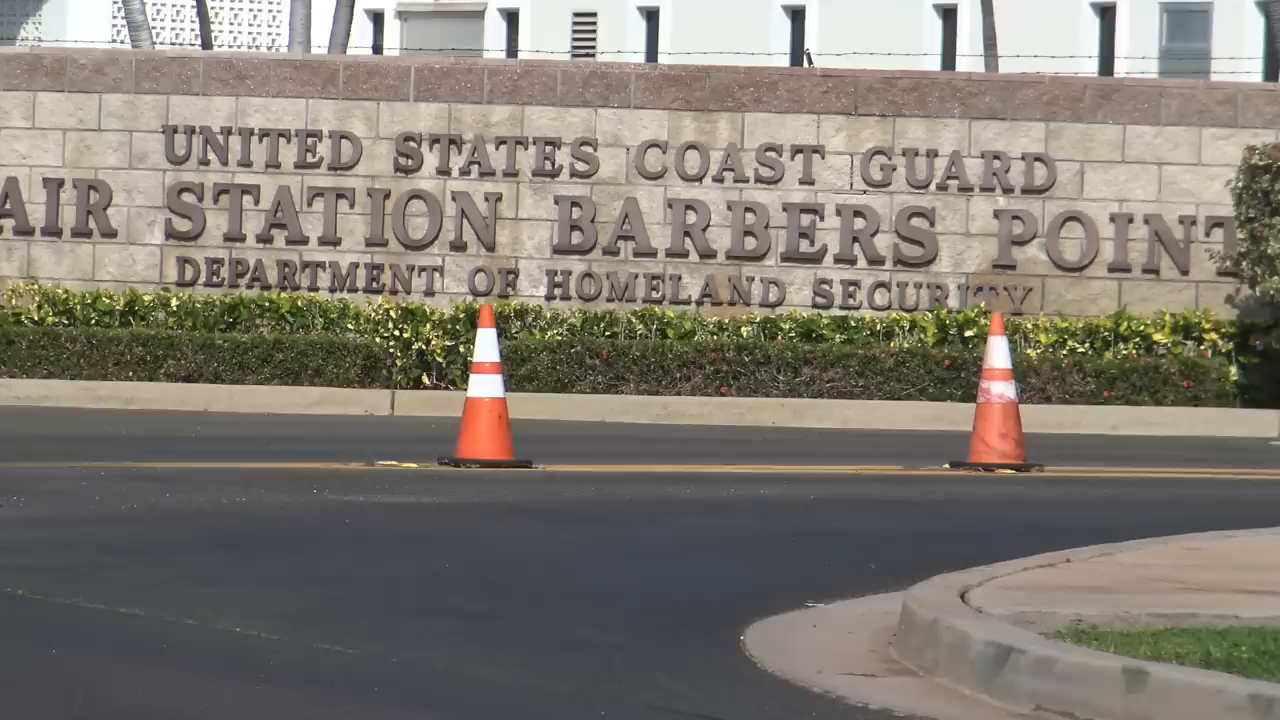 UNITED STATES COAST GUARD
AIR STATION BARBERS POINT
DEPARTMENT OF HOMELAND SECURITY